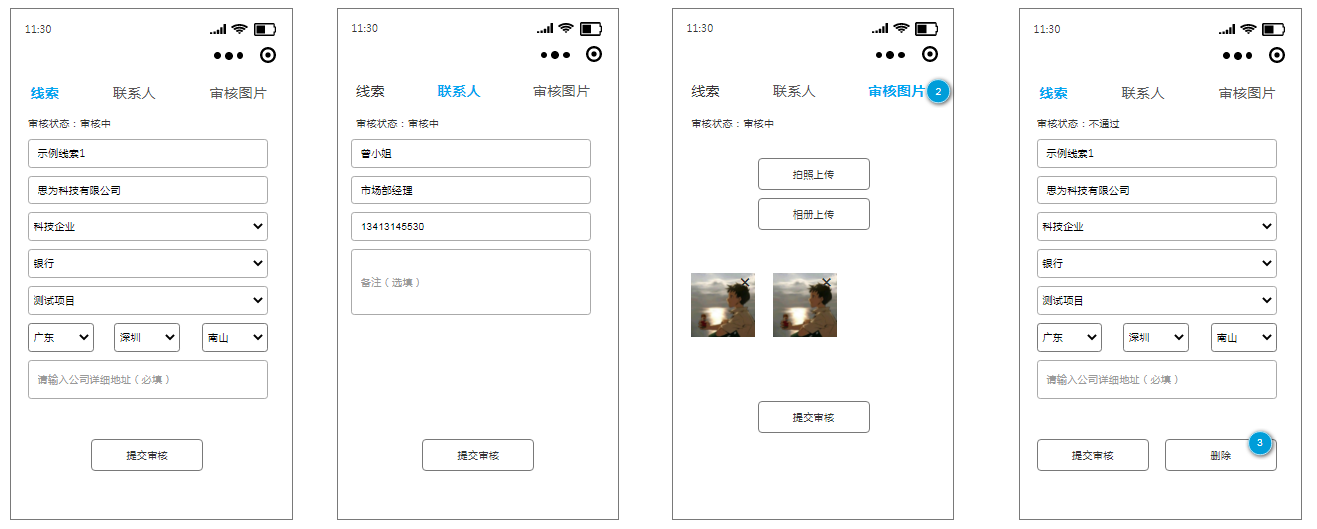 11:30
线索 联系人 审核图片
审核状态：审核中
示例线索1
思为科技有限公司
科技企业
银行
测试项目
广东 深圳 南山
请输入公司详细地址（必填）
提交审核
11:30
线索 联系人 审核图片
审核状态：审核中
曾小姐
市场部经理
13413145530
备注（选填）
提交审核
11:30
线索 联系人 审核图片 2
审核状态：审核中
拍照上传
相册上传
提交审核
11:30
线索 联系人 审核图片
审核状态：不通过
示例线索1
思为科技有限公司
科技企业
银行
测试项目
广东 深圳 南山
请输入公司详细地址（必填）
提交审核 删除 3